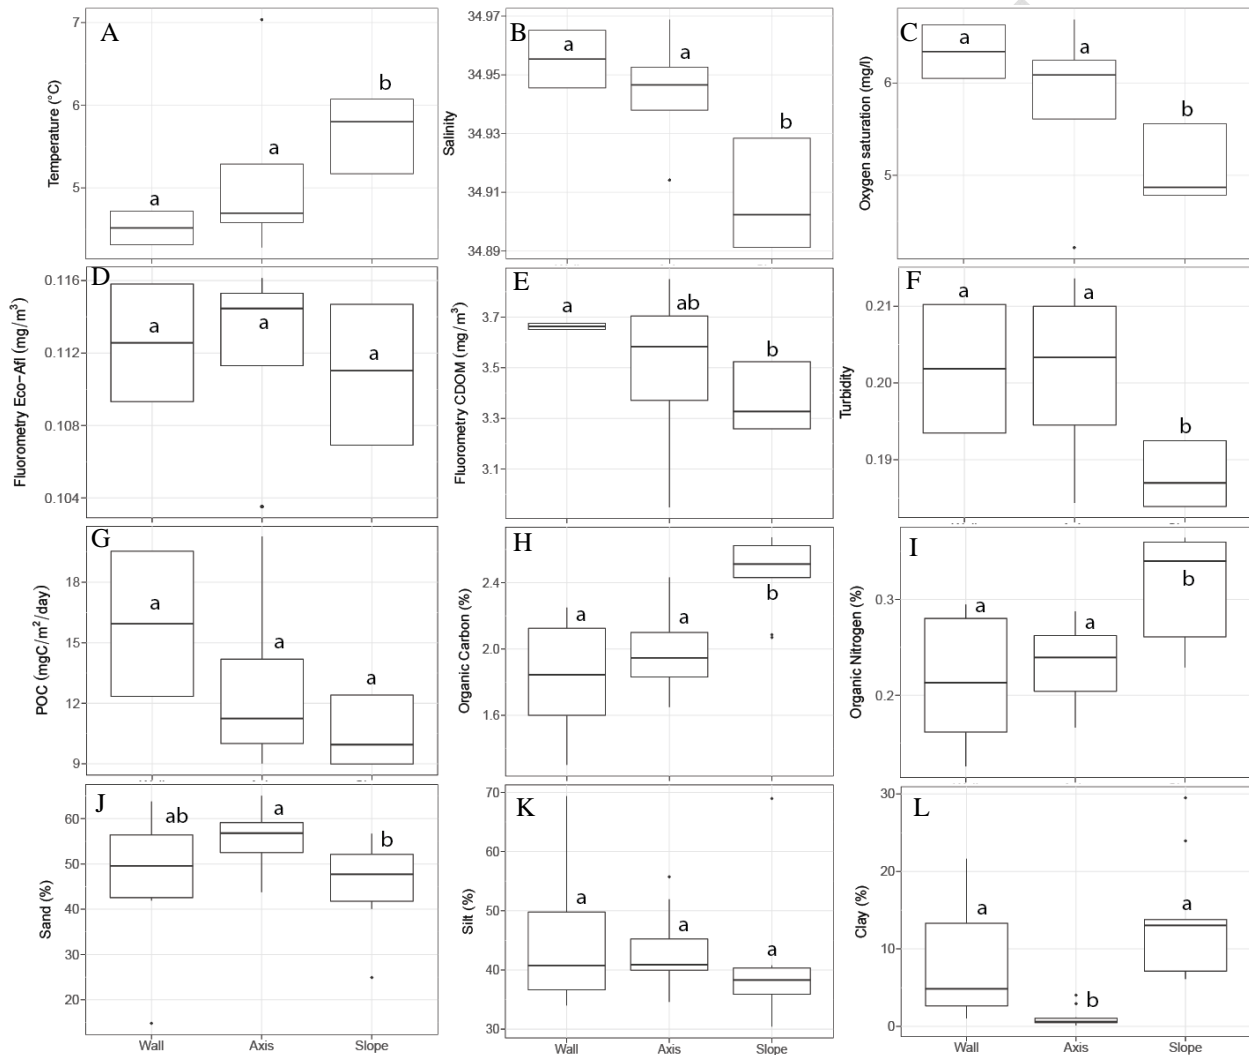 A
Temperature (°C)
7
6
5
a
a
b
B
Salinity
34.97
34.95
34.93
34.91
34.89
a
a
b
C
Oxygen saturation (mg/l)
6
5
a
a
b
D
Fluorometry Eco-Afl (mg/m³)
0.116
0.112
0.108
0.104
a
a
a
E
Fluorometry CDOM (mg/m³)
3.7
3.5
3.3
3.1
a
ab
b
F
Turbidity
0.21
0.20
0.19
a
a
b
G
POC (mgC/m²/day)
18
15
12
9
a
a
a
H
Organic Carbon (%)
2.4
2.0
1.6
a
a
b
I
Organic Nitrogen (%)
0.3
0.2
a
a
b
J
Sand (%)
60
50
40
30
20
ab
a
b
Wall Axis Slope
K
Silt (%)
70
60
50
40
30
a
a
a
Wall Axis Slope
L
Clay (%)
30
20
10
0
a
b
a
Wall Axis Slope